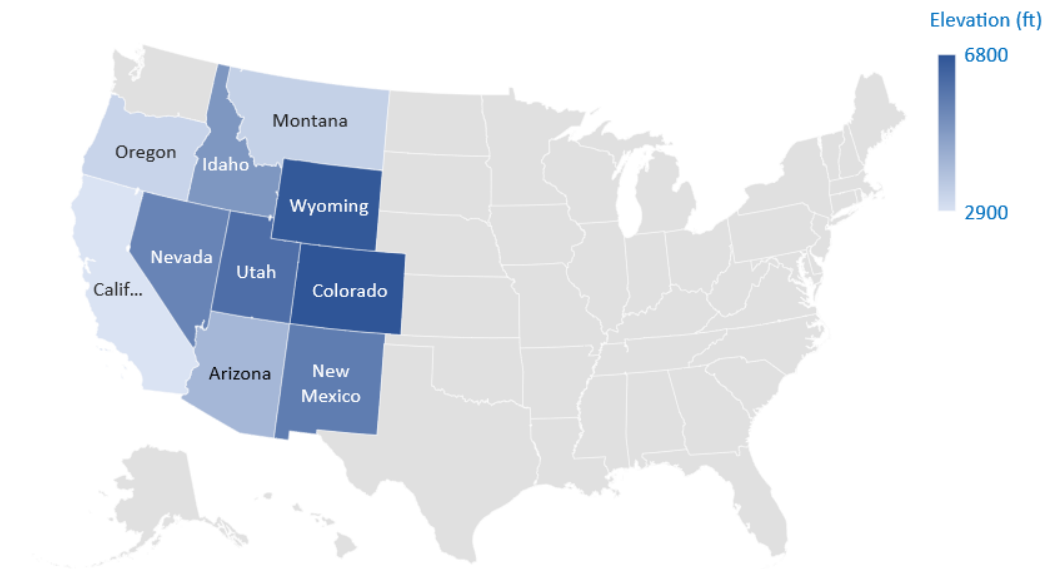 Elevation (ft)
6800
2900
Montana
Oregon
Idaho
Wyoming
Nevada
Utah
Calif...
Colorado
Arizona
New
Mexico